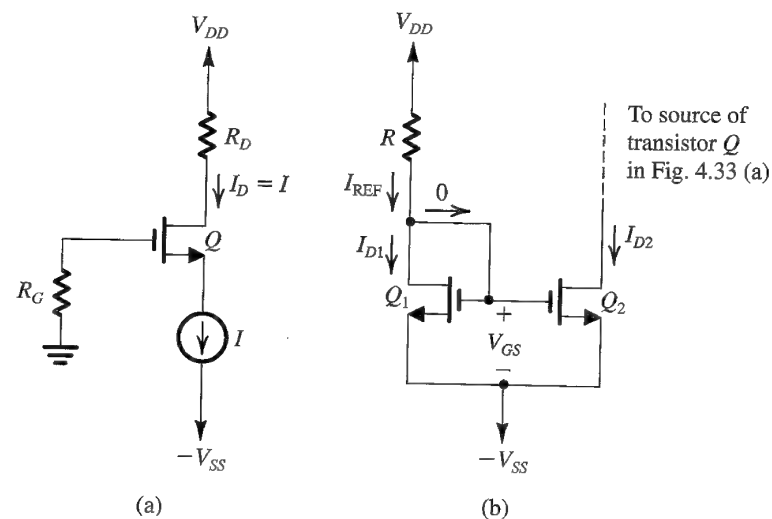 V_DD
R_D
I_D = I
Q
R_G
I
−V_SS
(a)
V_DD
R
I_REF
0
I_D1
Q_1
+
V_GS
−
Q_2
I_D2
−V_SS
To source of
transistor Q
in Fig. 4.33 (a)
(b)